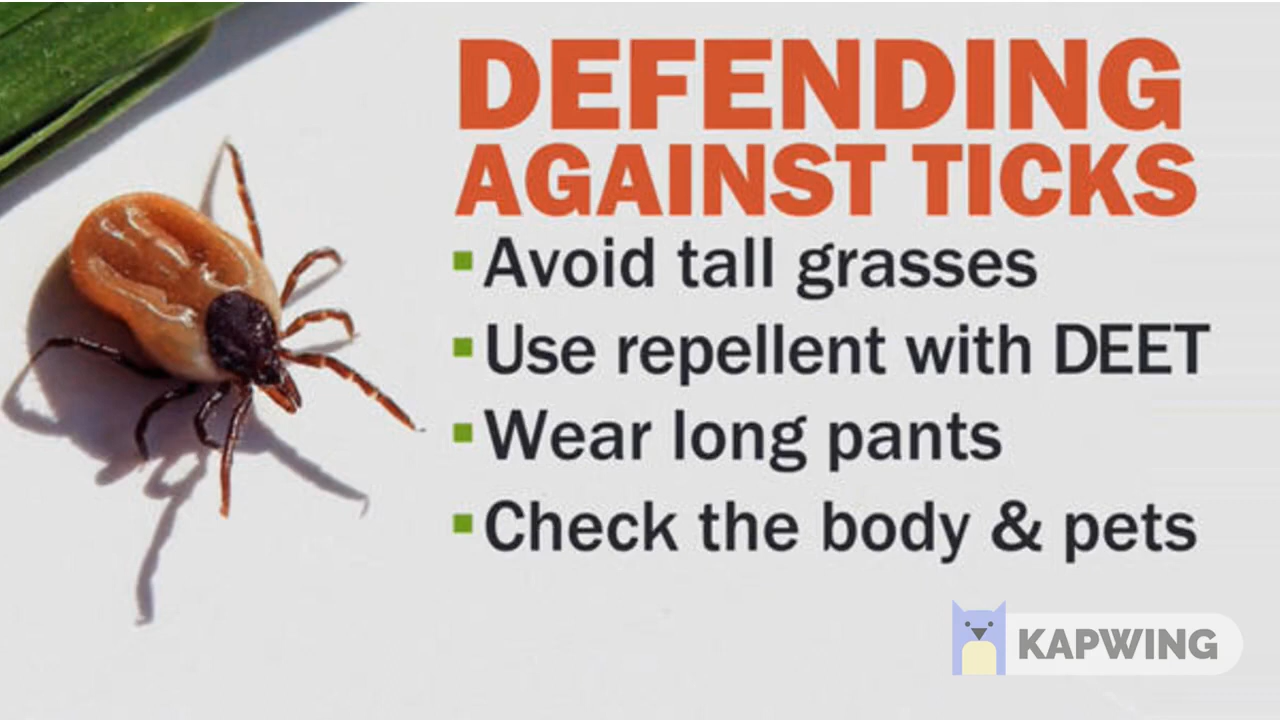 DEFENDING
AGAINST TICKS
▪ Avoid tall grasses
▪ Use repellent with DEET
▪ Wear long pants
▪ Check the body & pets
KAPWING